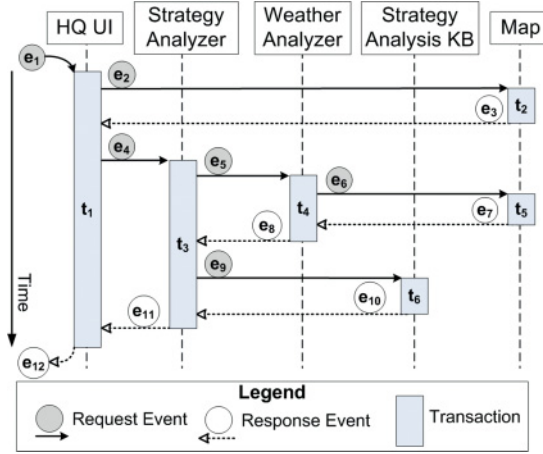 HQ UI
Strategy
Analyzer
Weather
Analyzer
Strategy
Analysis KB
Map
e1
e2
e3
t2
e4
e5
e6
t1
t3
t4
e7
t5
e8
e9
e10
t6
e11
Time
e12
Legend
Request Event
Response Event
Transaction